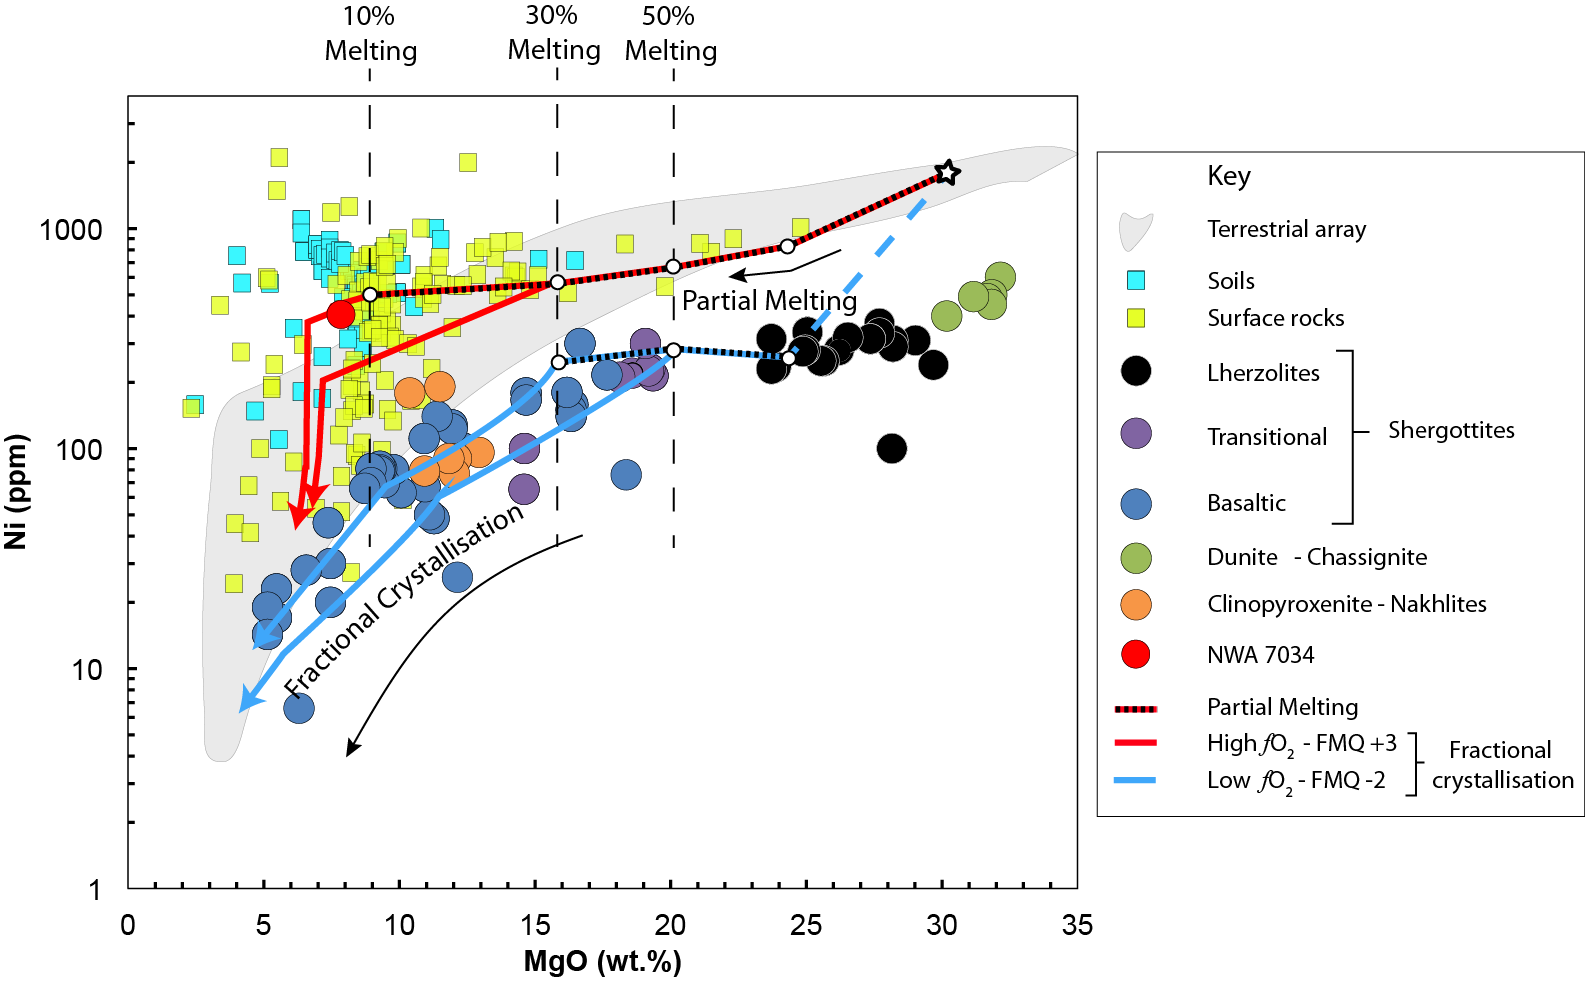 10%
Melting
30%
Melting
50%
Melting
Ni (ppm)
1000
100
10
1
0
5
10
15
20
25
30
35
MgO (wt.%)
Partial Melting
Fractional Crystallisation
Key
Terrestrial array
Soils
Surface rocks
Lherzolites
Transitional
Shergottites
Basaltic
Dunite - Chassignite
Clinopyroxenite - Nakhlites
NWA 7034
Partial Melting
High fO2 - FMQ +3
Low fO2 - FMQ -2
Fractional
crystallisation